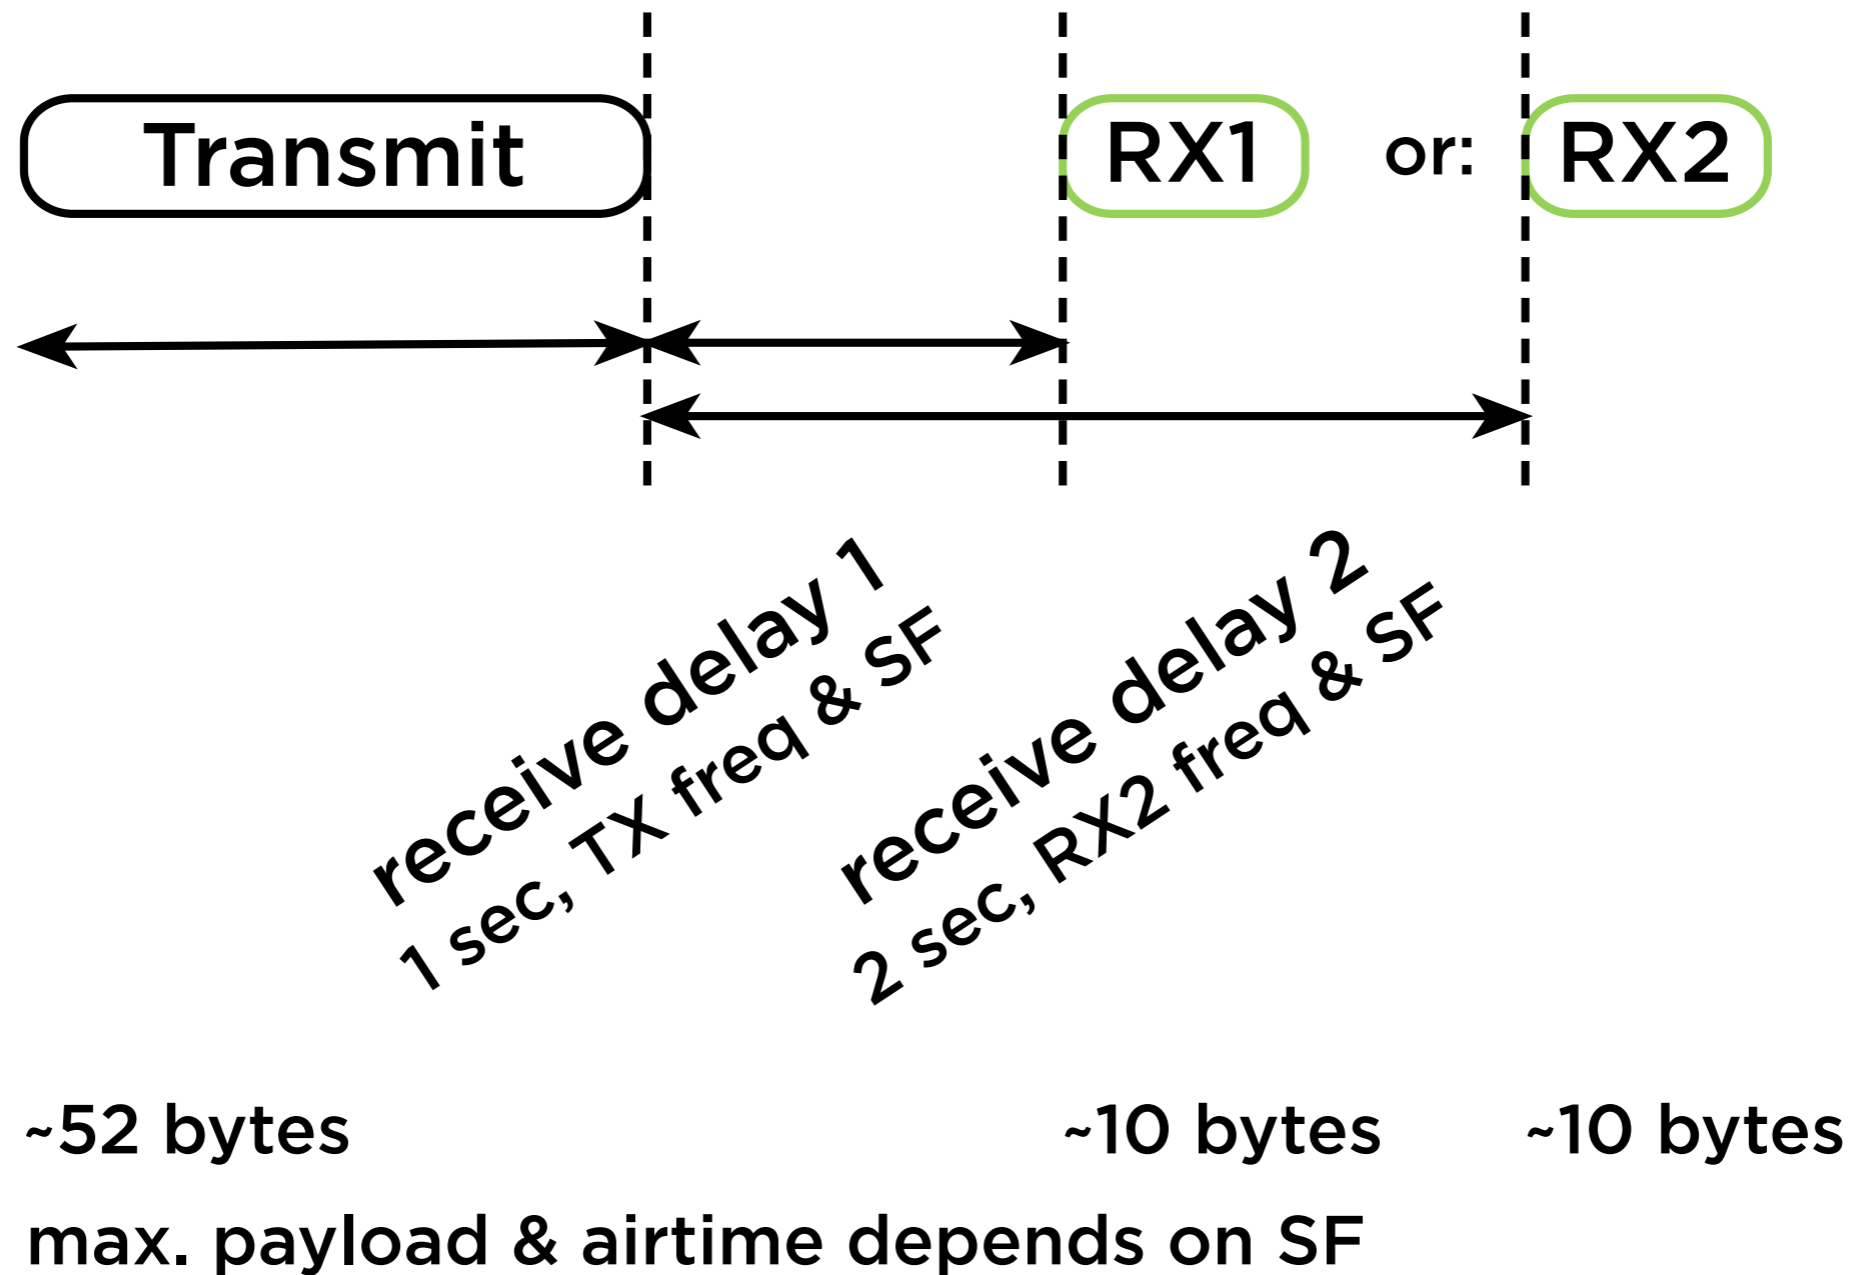 Transmit
RX1
or:
RX2
receive delay 1
1 sec, TX freq & SF
receive delay 2
2 sec, RX2 freq & SF
~52 bytes
~10 bytes
~10 bytes
max. payload & airtime depends on SF